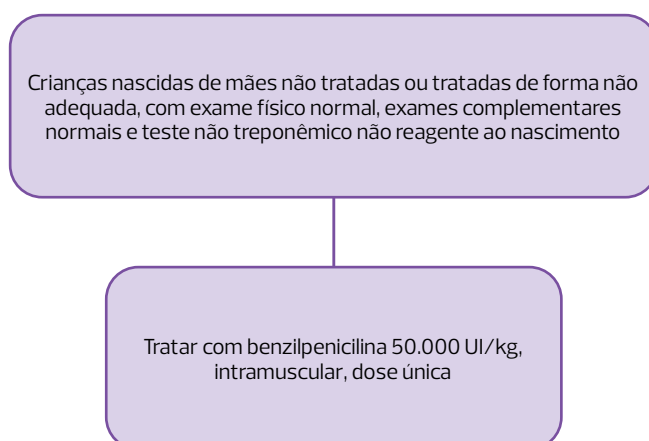 Crianças nascidas de mães não tratadas ou tratadas de forma não
adequada, com exame físico normal, exames complementares
normais e teste não treponêmico não reagente ao nascimento
Tratar com benzilpenicilina 50.000 UI/kg,
intramuscular, dose única